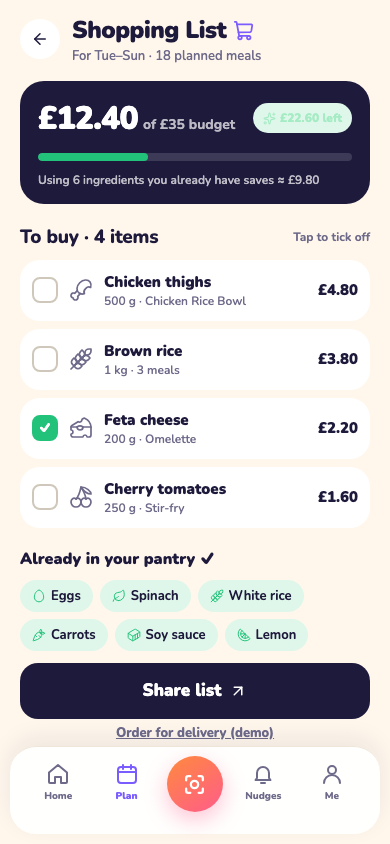 Shopping List
For Tue–Sun · 18 planned meals
£12.40 of £35 budget
£22.60 left
Using 6 ingredients you already have saves ≈ £9.80
To buy · 4 items
Tap to tick off
Chicken thighs
500 g · Chicken Rice Bowl
£4.80
Brown rice
1 kg · 3 meals
£3.80
Feta cheese
200 g · Omelette
£2.20
Cherry tomatoes
250 g · Stir-fry
£1.60
Already in your pantry ✓
Eggs
Spinach
White rice
Carrots
Soy sauce
Lemon
Share list
Order for delivery (demo)
Home
Plan
Nudges
Me